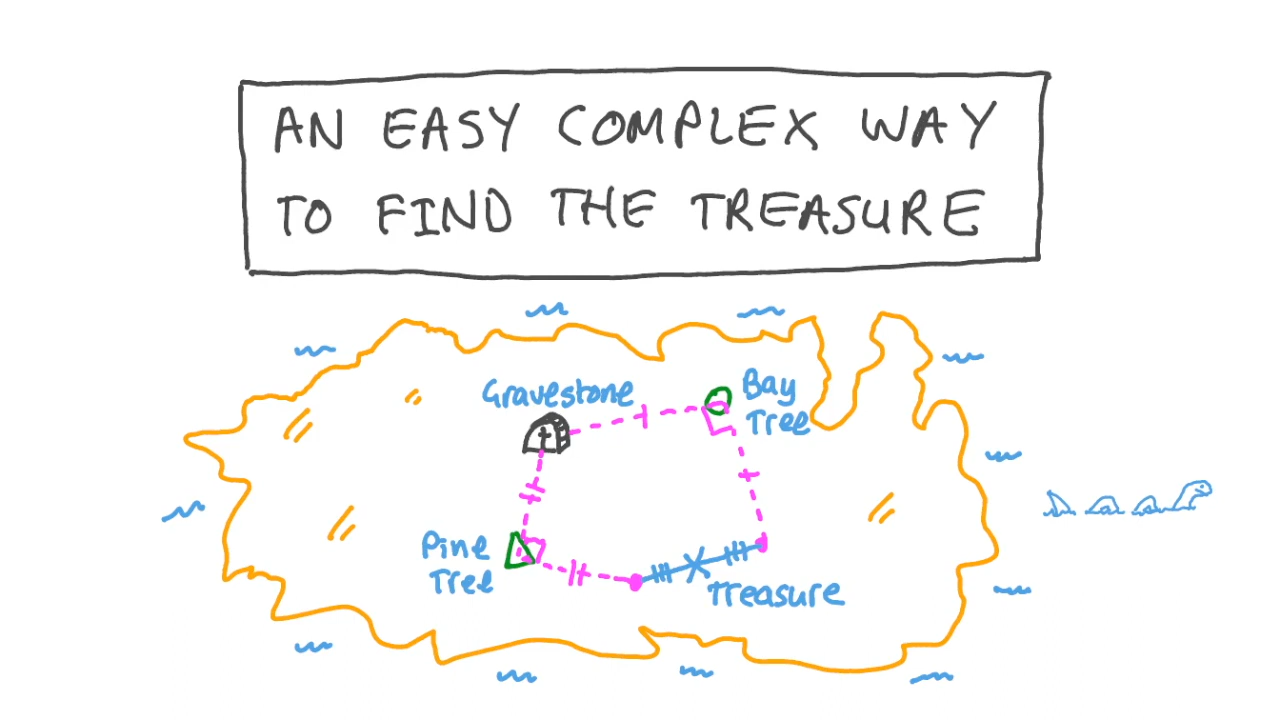 AN EASY COMPLEX WAY
TO FIND THE TREASURE
Gravestone
Bay
Tree
Pine
Tree
Treasure